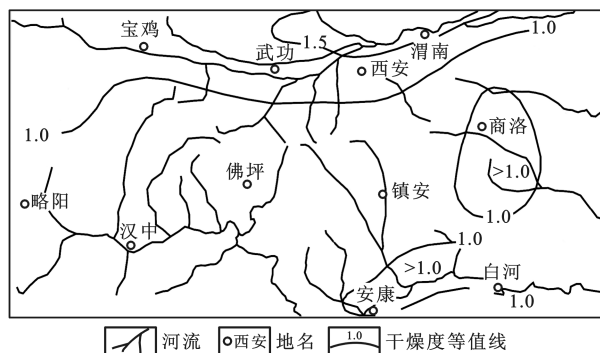 宝鸡
1.5
渭南
1.0
武功
西安
商洛
1.0
>1.0
佛坪
略阳
镇安
1.0
汉中
1.0
>1.0
白河
安康
1.0
河流
西安 地名
1.0 干燥度等值线